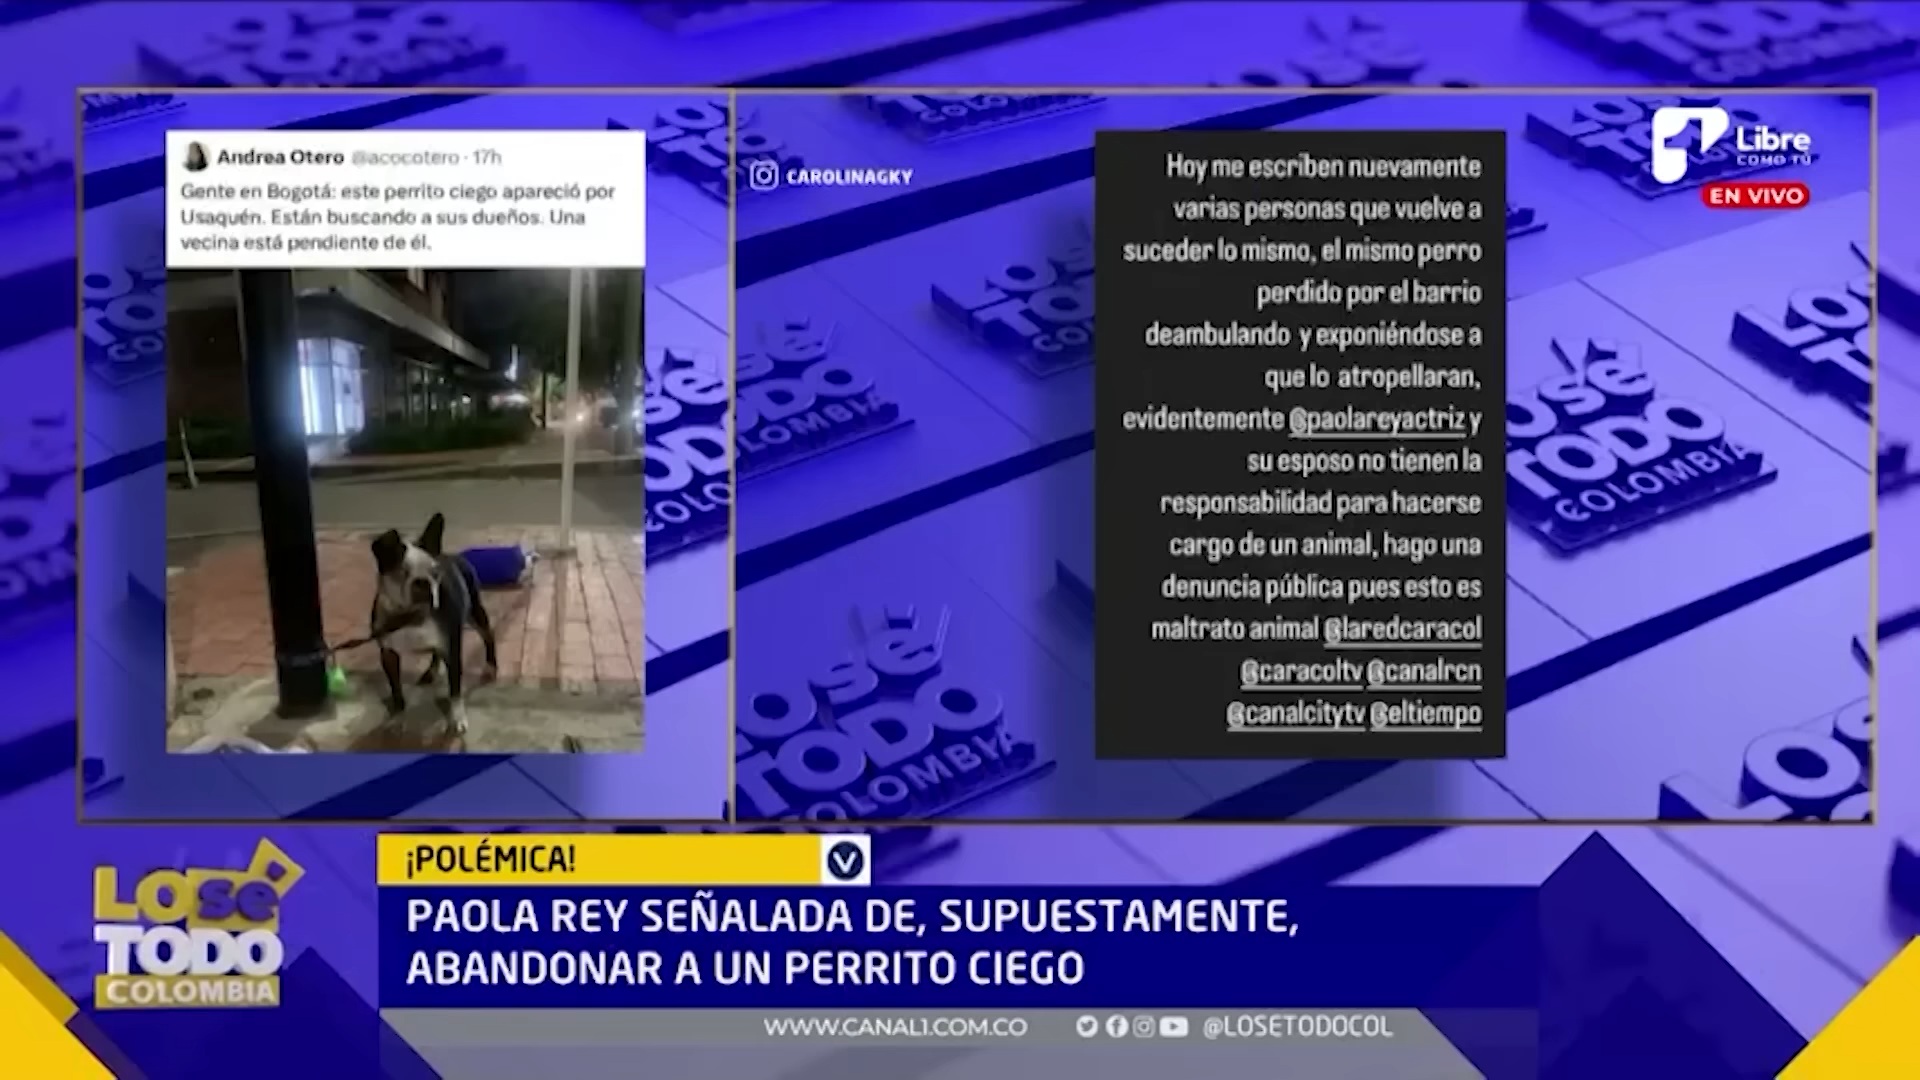 Andrea Otero @acocotero · 17h
Gente en Bogotá: este perrito ciego apareció por
Usaquén. Están buscando a sus dueños. Una
vecina está pendiente de él.
CAROLINAGKY
Hoy me escriben nuevamente
varias personas que vuelve a
suceder lo mismo, el mismo perro
perdido por el barrio
deambulando y exponiéndose a
que lo atropellaran,
evidentemente @paolareyactriz y
su esposo no tienen la
responsabilidad para hacerse
cargo de un animal, hago una
denuncia pública pues esto es
maltrato animal @laredcaracol
@caracoltv @canalrcn
@canalcitytv @eltiempo
1 Libre
COMO TÚ
EN VIVO
LO SÉ
TODO
COLOMBIA
LO SÉ
TODO
COLOMBIA
¡POLÉMICA!
PAOLA REY SEÑALADA DE, SUPUESTAMENTE,
ABANDONAR A UN PERRITO CIEGO
WWW.CANAL1.COM.CO @LOSETODOCOL